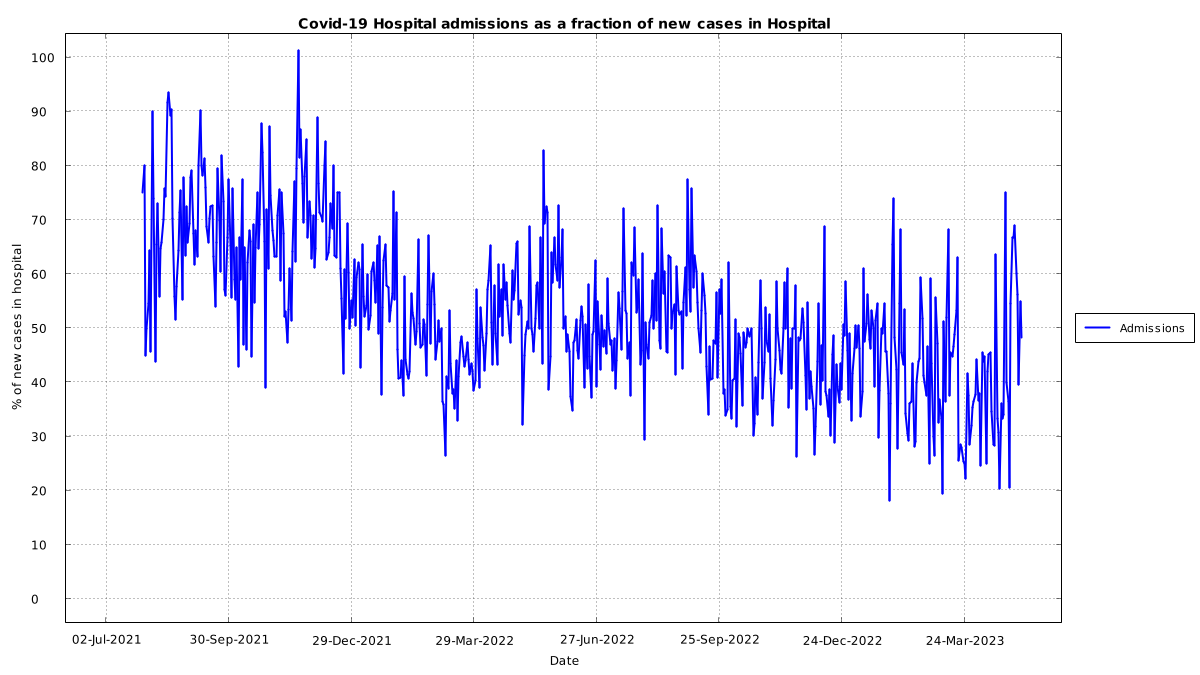 Covid-19 Hospital admissions as a fraction of new cases in Hospital
100
90
80
70
60
50
40
30
20
10
0
% of new cases in hospital
02-Jul-2021 30-Sep-2021 29-Dec-2021 29-Mar-2022 27-Jun-2022 25-Sep-2022 24-Dec-2022 24-Mar-2023
Date
Admissions